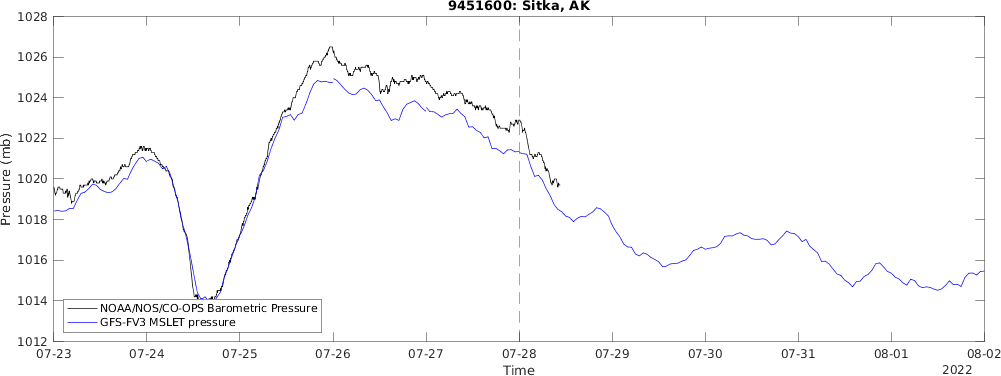 9451600: Sitka, AK
Pressure (mb)
1028
1026
1024
1022
1020
1018
1016
1014
1012
NOAA/NOS/CO-OPS Barometric Pressure
GFS-FV3 MSLET pressure
07-23 07-24 07-25 07-26 07-27 07-28 07-29 07-30 07-31 08-01 08-02
Time
2022